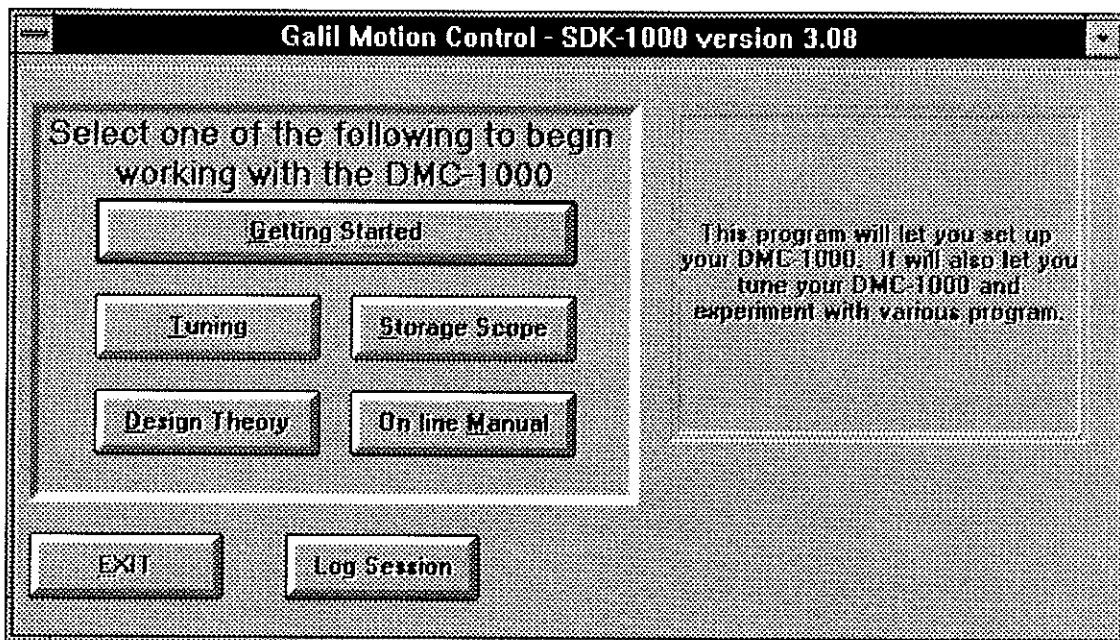 Galil Motion Control - SDK-1000 version 3.08
Select one of the following to begin
working with the DMC-1000
Getting Started
Tuning
Storage Scope
Design Theory
On line Manual
EXIT
Log Session
This program will let you set up
your DMC-1000. It will also let you
tune your DMC-1000 and
experiment with various program.